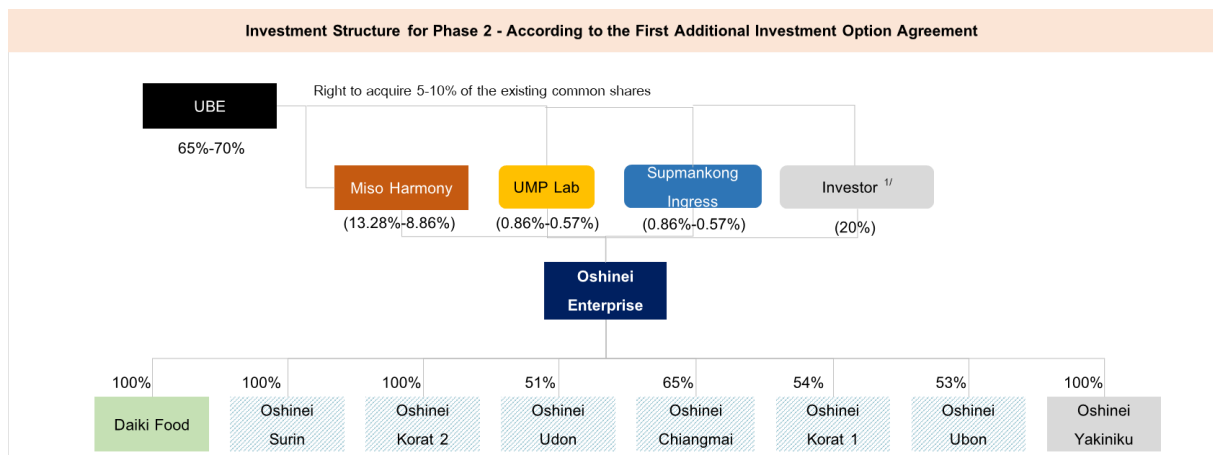 Investment Structure for Phase 2 - According to the First Additional Investment Option Agreement
UBE
Right to acquire 5-10% of the existing common shares
65%-70%
Miso Harmony
UMP Lab
Supmankong
Ingress
Investor 1/
(13.28%-8.86%)
(0.86%-0.57%)
(0.86%-0.57%)
(20%)
Oshinei
Enterprise
100%
100%
100%
51%
65%
54%
53%
100%
Daiki Food
Oshinei
Surin
Oshinei
Korat 2
Oshinei
Udon
Oshinei
Chiangmai
Oshinei
Korat 1
Oshinei
Ubon
Oshinei
Yakiniku